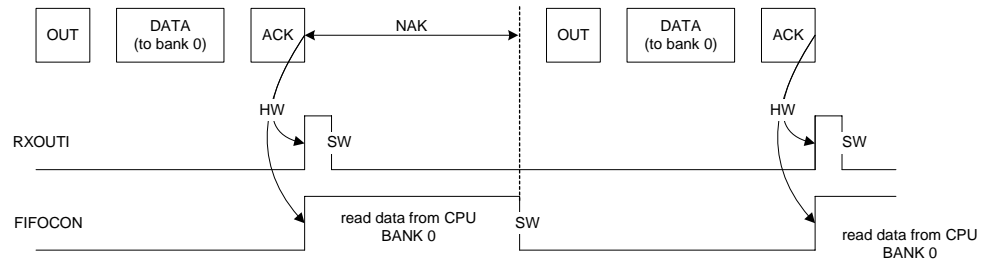 OUT
DATA
(to bank 0)
ACK
NAK
OUT
DATA
(to bank 0)
ACK
HW
HW
RXOUTI
SW
SW
FIFOCON
read data from CPU
BANK 0
SW
read data from CPU
BANK 0